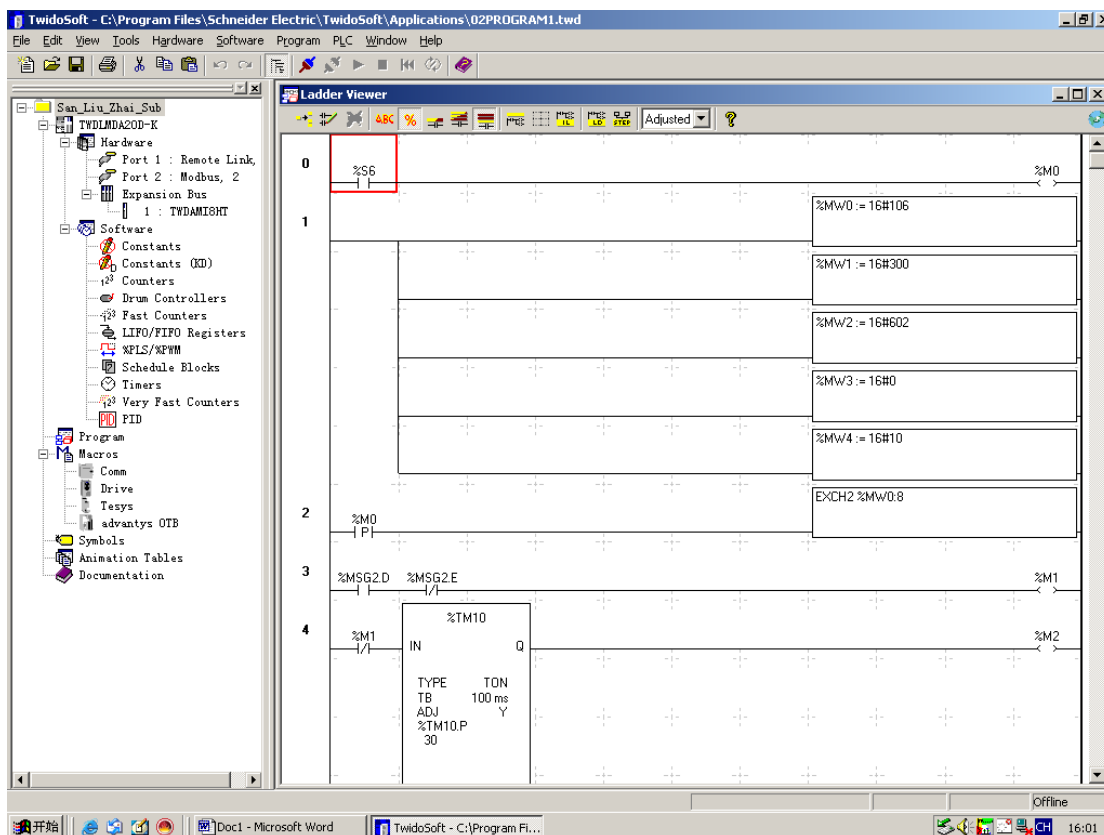 TwidoSoft - C:\Program Files\Schneider Electric\TwidoSoft\Applications\02PROGRAM1.twd
File Edit View Tools Hardware Software Program PLC Window Help
San_Liu_Zhai_Sub
TWDLMDA20D-K
Hardware
Port 1 : Remote Link,
Port 2 : Modbus, 2
Expansion Bus
1 : TWDAMI8HT
Software
Constants
Constants (KD)
Counters
Drum Controllers
Fast Counters
LIFO/FIFO Registers
%PLS/%PWM
Schedule Blocks
Timers
Very Fast Counters
PID
Program
Macros
Comm
Drive
Tesys
advantys OTB
Symbols
Animation Tables
Documentation
Ladder Viewer
ABC % Adjusted
0
%S6
%M0
1
%MW0 := 16#106
%MW1 := 16#300
%MW2 := 16#602
%MW3 := 16#0
%MW4 := 16#10
2
%M0
P
EXCH2 %MW0:8
3
%MSG2.D %MSG2.E
%M1
4
%M1
%TM10
IN Q
TYPE TON
TB 100 ms
ADJ Y
%TM10.P
30
%M2
Offline
开始
Doc1 - Microsoft Word
TwidoSoft - C:\Program Fi...
CH
16:01